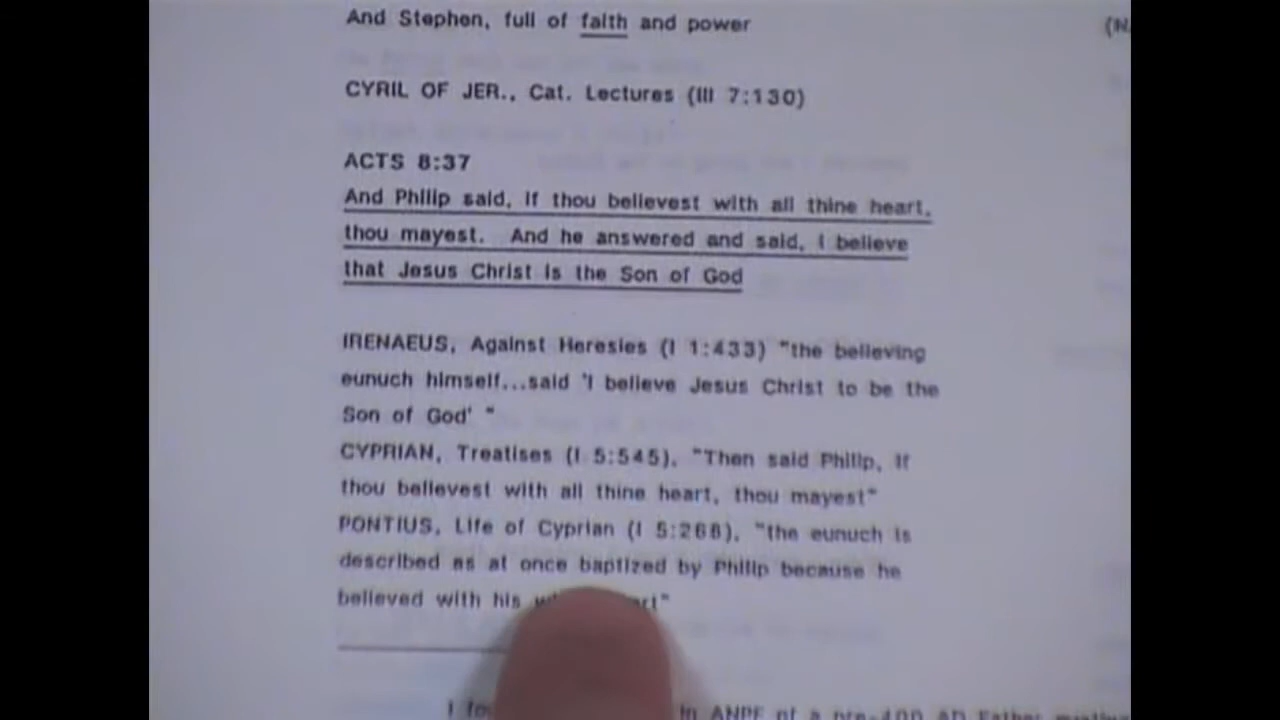 And Stephen, full of faith and power (N
CYRIL OF JER., Cat. Lectures (III 7:130)
ACTS 8:37
And Philip said, If thou believest with all thine heart,
thou mayest. And he answered and said, I believe
that Jesus Christ is the Son of God
IRENAEUS, Against Heresies (I 1:433) "the believing
eunuch himself...said 'I believe Jesus Christ to be the
Son of God' "
CYPRIAN, Treatises (I 5:545), "Then said Philip, If
thou believest with all thine heart, thou mayest"
PONTIUS, Life of Cyprian (I 5:268), "the eunuch is
described as at once baptized by Philip because he
believed with his
I in ANPF of a pre-400 AD Father